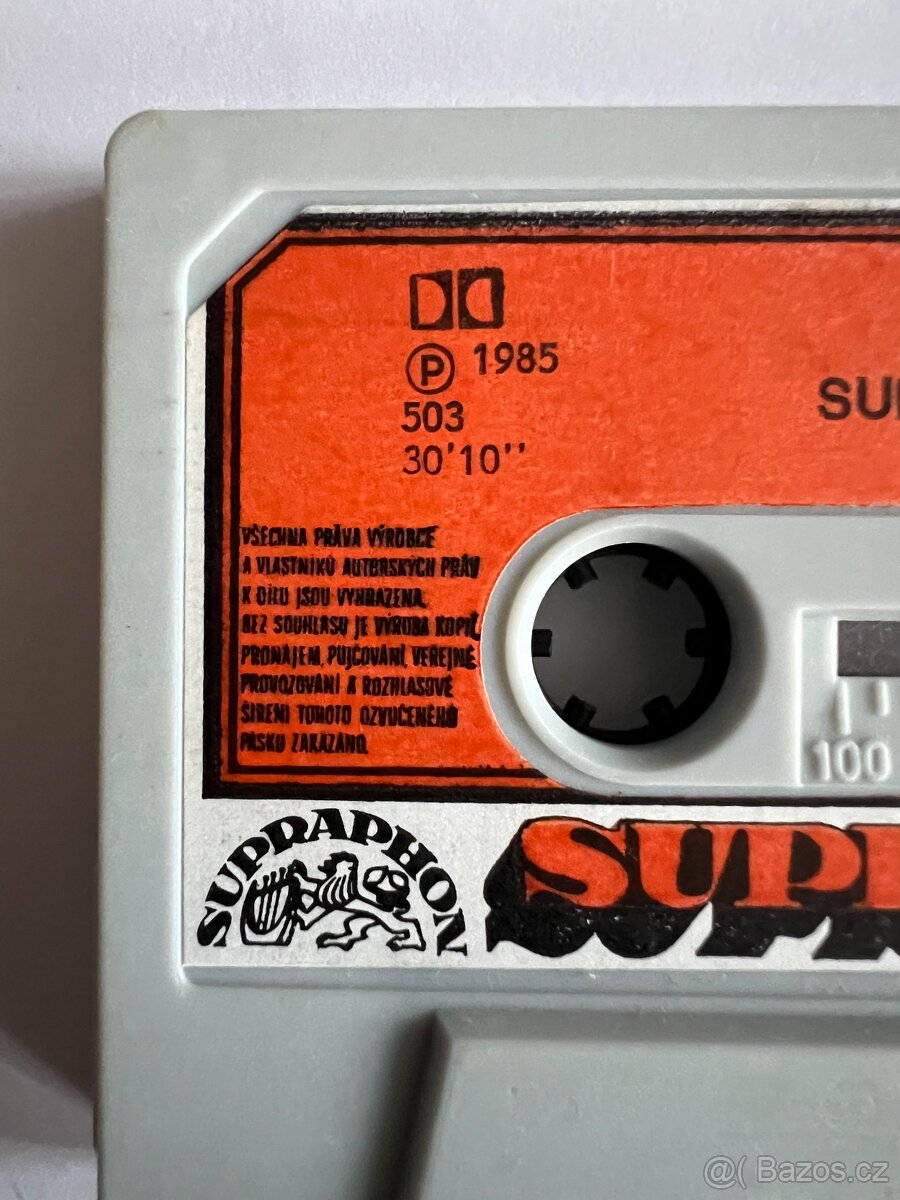 ℗ 1985
503
30'10''
SU
VŠECHNA PRÁVA VÝROBCE
A VLASTNÍKŮ AUTORSKÝCH PRÁV
K DÍLU JSOU VYHRAZENA.
BEZ SOUHLASU JE VÝROBA KOPIÍ,
PRONÁJEM, PŮJČOVÁNÍ, VEŘEJNÉ
PROVOZOVÁNÍ A ROZHLASOVÉ
ŠÍŘENÍ TOHOTO OZVUČENÉHO
PÁSKU ZAKÁZÁNO.
100
SUPRAPHON
SUPR
@( Bazos.cz